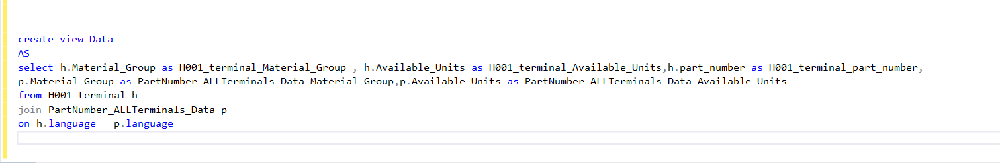 create view Data
AS
select h.Material_Group as H001_terminal_Material_Group , h.Available_Units as H001_terminal_Available_Units,h.part_number as H001_terminal_part_number,
p.Material_Group as PartNumber_ALLTerminals_Data_Material_Group,p.Available_Units as PartNumber_ALLTerminals_Data_Available_Units
from H001_terminal h
join PartNumber_ALLTerminals_Data p
on h.language = p.language